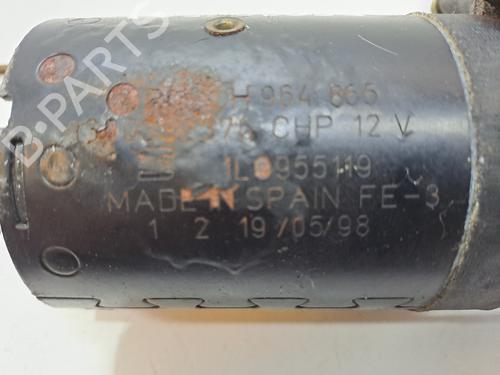 B-PARTS
964 865
CHP 12 V
1L0955119
MADE IN SPAIN FE-3
1 2 19/05/98